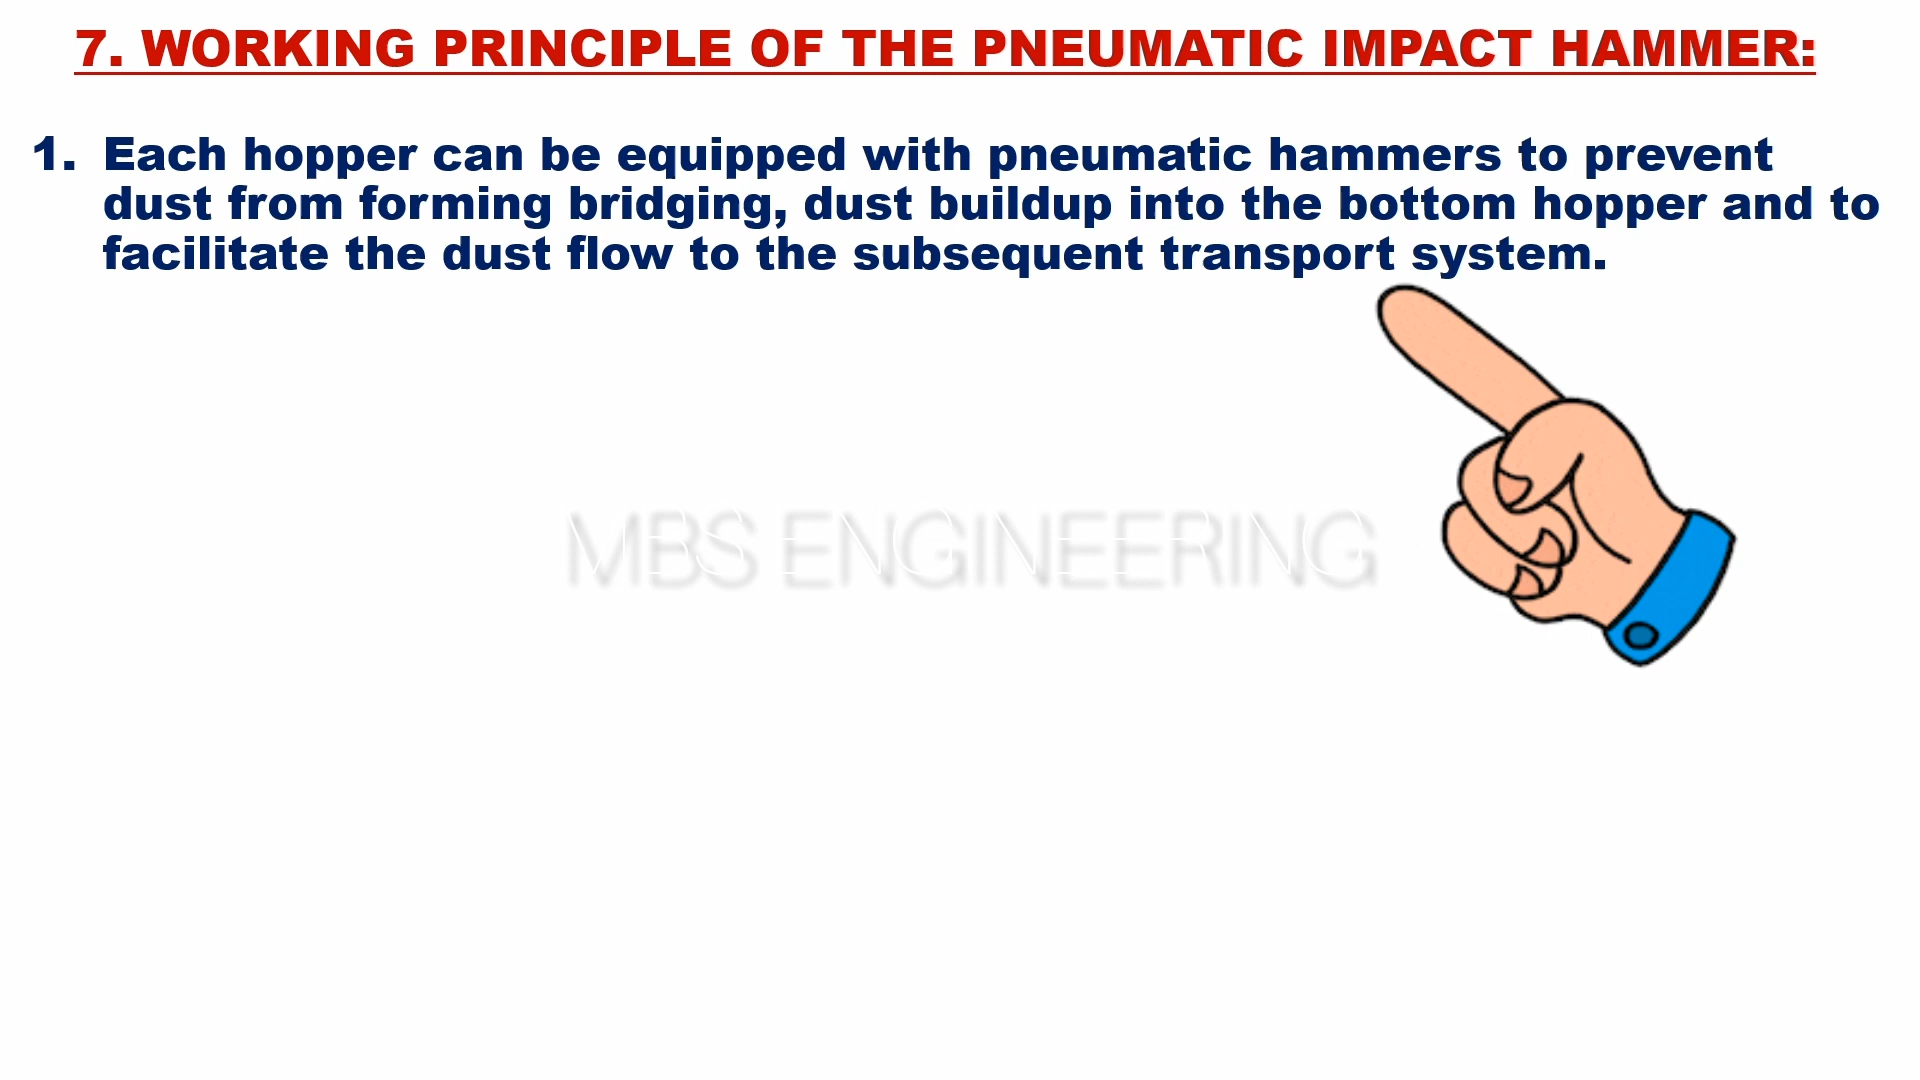 7. WORKING PRINCIPLE OF THE PNEUMATIC IMPACT HAMMER:
1. Each hopper can be equipped with pneumatic hammers to prevent
dust from forming bridging, dust buildup into the bottom hopper and to
facilitate the dust flow to the subsequent transport system.
MBS ENGINEERING